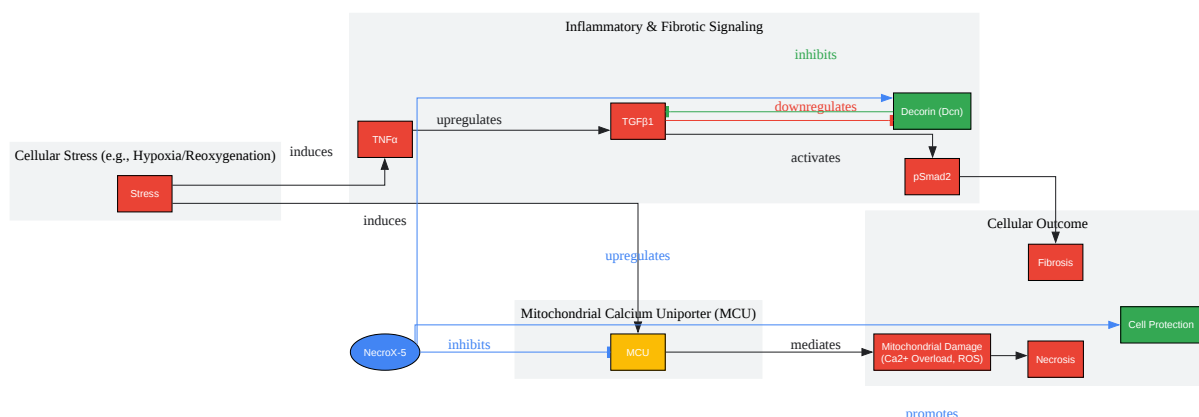 Inflammatory & Fibrotic Signaling
inhibits
downregulates
Decorin (Dcn)
upregulates
TGFβ1
TNFα
Cellular Stress (e.g., Hypoxia/Reoxygenation)
induces
activates
pSmad2
Stress
induces
Cellular Outcome
upregulates
Fibrosis
Mitochondrial Calcium Uniporter (MCU)
Cell Protection
NecroX-5
inhibits
MCU
mediates
Mitochondrial Damage
(Ca2+ Overload, ROS)
Necrosis
promotes